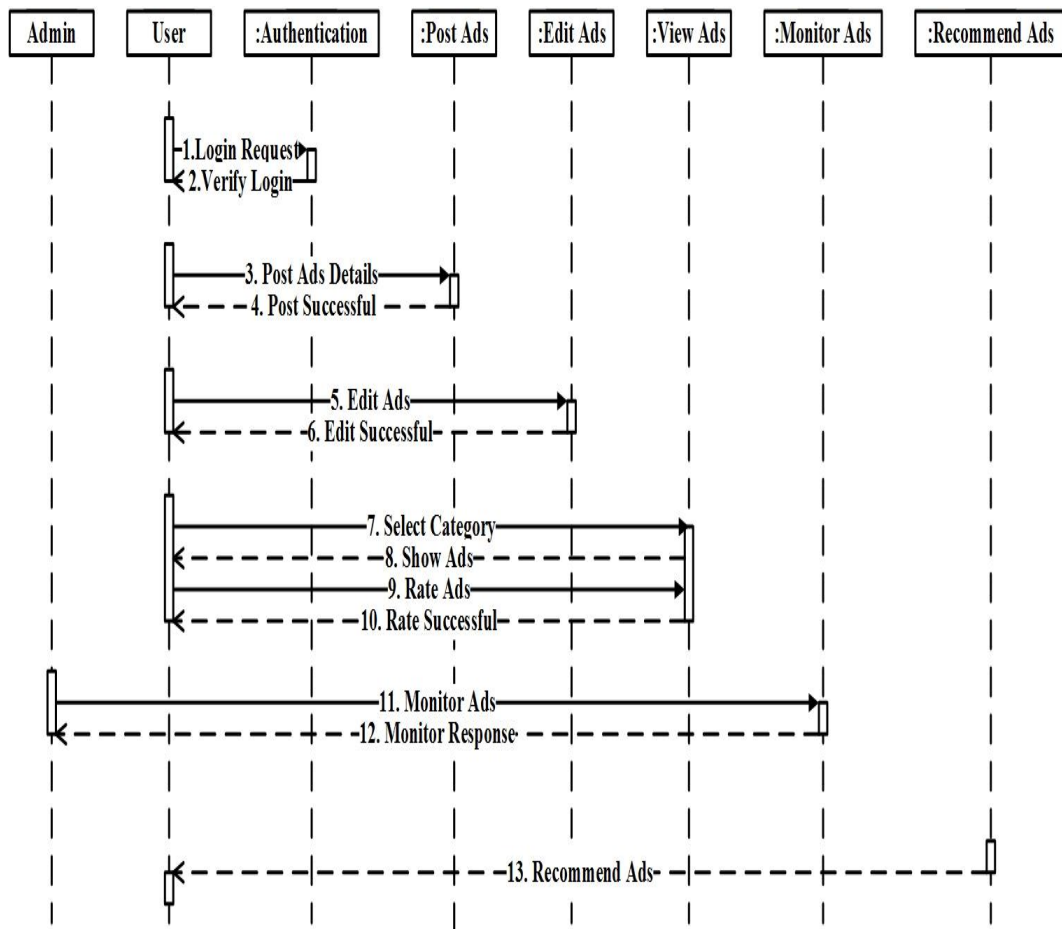 Admin
User
:Authentication
:Post Ads
:Edit Ads
:View Ads
:Monitor Ads
:Recommend Ads
1.Login Request
2.Verify Login
3. Post Ads Details
4. Post Successful
5. Edit Ads
6. Edit Successful
7. Select Category
8. Show Ads
9. Rate Ads
10. Rate Successful
11. Monitor Ads
12. Monitor Response
13. Recommend Ads